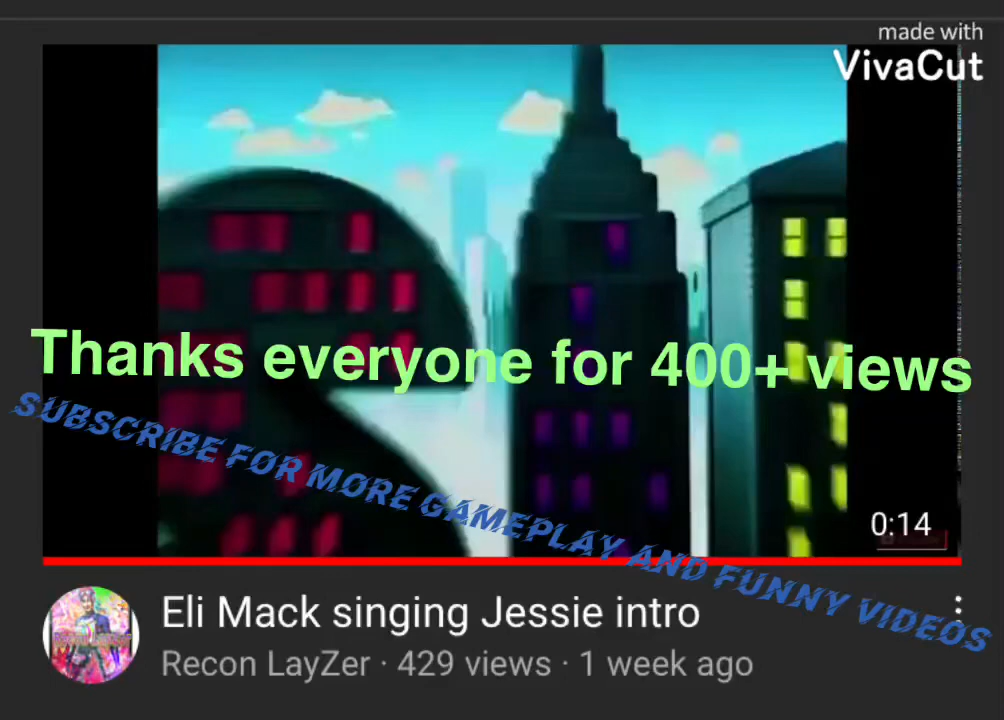 made with
VivaCut
Thanks everyone for 400+ views
SUBSCRIBE FOR MORE GAMEPLAY AND FUNNY VIDEOS
0:14
Eli Mack singing Jessie intro
Recon LayZer · 429 views · 1 week ago